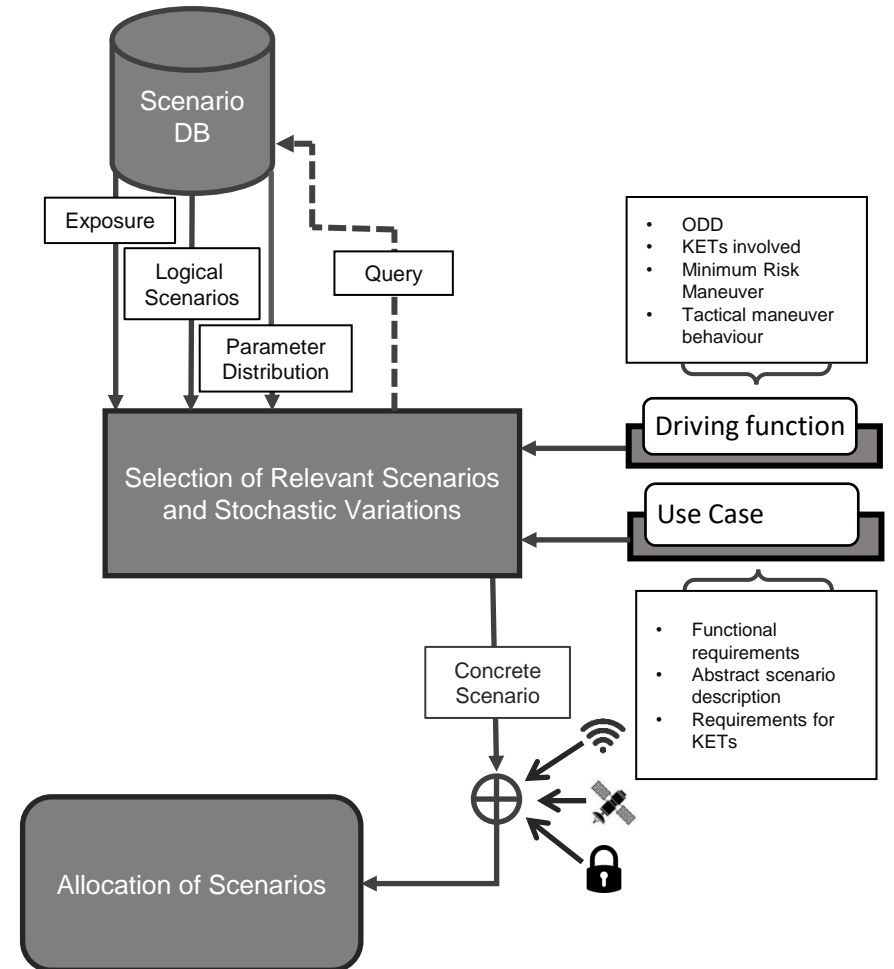 Scenario
DB
Exposure
Logical
Scenarios
Parameter
Distribution
Query
• ODD
• KETs involved
• Minimum Risk
Maneuver
• Tactical maneuver
behaviour
Driving function
Selection of Relevant Scenarios
and Stochastic Variations
Use Case
• Functional
requirements
• Abstract scenario
description
• Requirements for
KETs
Concrete
Scenario
Allocation of Scenarios